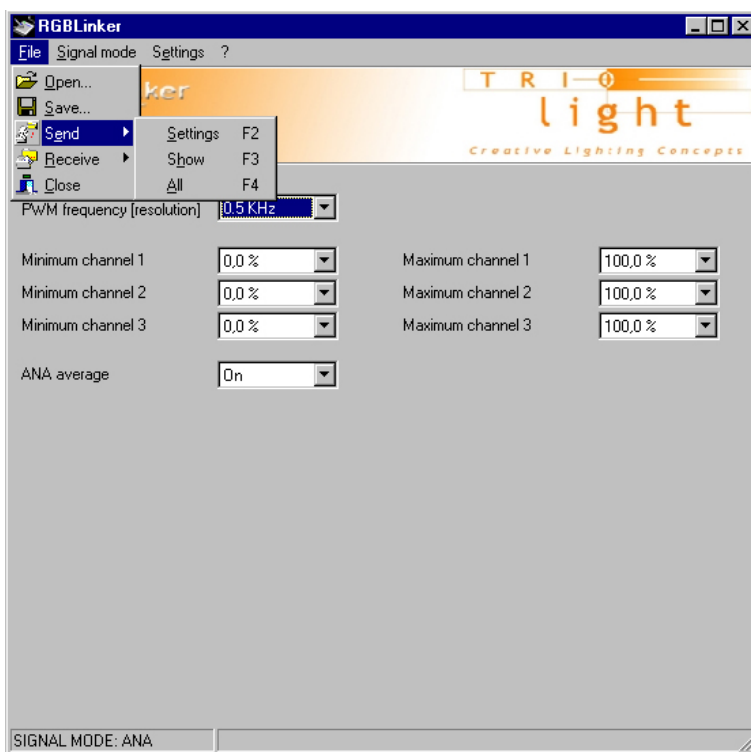 RGBLinker
File Signal mode Settings ?
Open...
Save...
Send
Receive
Close
Settings F2
Show F3
All F4
ker
TRIO
light
Creative Lighting Concepts
PWM frequency [resolution] 0.5 KHz
Minimum channel 1 0,0 % Maximum channel 1 100,0 %
Minimum channel 2 0,0 % Maximum channel 2 100,0 %
Minimum channel 3 0,0 % Maximum channel 3 100,0 %
ANA average On
SIGNAL MODE: ANA